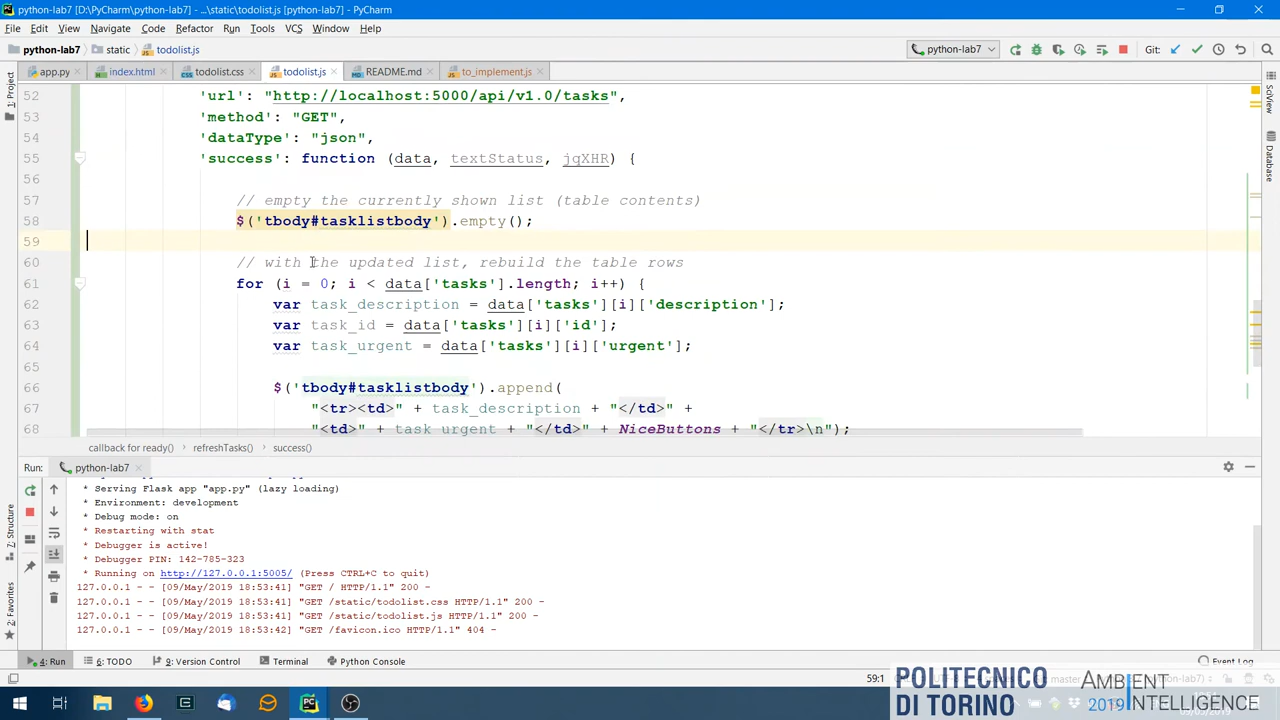 python-lab7 [D:\PyCharm\python-lab7] - ...\static\todolist.js [python-lab7] - PyCharm
File Edit View Navigate Code Refactor Run Tools VCS Window Help
python-lab7 static todolist.js python-lab7 Git:
app.py index.html todolist.css todolist.js README.md to_implement.js
1: Project
SciView
Database
52 'url': "http://localhost:5000/api/v1.0/tasks",
53 'method': "GET",
54 'dataType': "json",
55 'success': function (data, textStatus, jqXHR) {
56
57 // empty the currently shown list (table contents)
58 $('tbody#tasklistbody').empty();
59
60 // with the updated list, rebuild the table rows
61 for (i = 0; i < data['tasks'].length; i++) {
62 var task_description = data['tasks'][i]['description'];
63 var task_id = data['tasks'][i]['id'];
64 var task_urgent = data['tasks'][i]['urgent'];
65
66 $('tbody#tasklistbody').append(
67 "<tr><td>" + task_description + "</td>" +
68 "<td>" + task_urgent + "</td>" + NiceButtons + "</tr>\n");
callback for ready() refreshTasks() success()
Run: python-lab7
* Serving Flask app "app.py" (lazy loading)
* Environment: development
* Debug mode: on
* Restarting with stat
* Debugger is active!
* Debugger PIN: 142-785-323
* Running on http://127.0.0.1:5005/ (Press CTRL+C to quit)
127.0.0.1 - - [09/May/2019 18:53:41] "GET / HTTP/1.1" 200 -
127.0.0.1 - - [09/May/2019 18:53:41] "GET /static/todolist.css HTTP/1.1" 200 -
127.0.0.1 - - [09/May/2019 18:53:41] "GET /static/todolist.js HTTP/1.1" 200 -
127.0.0.1 - - [09/May/2019 18:53:42] "GET /favicon.ico HTTP/1.1" 404 -
Z: Structure
2: Favorites
4: Run 6: TODO 9: Version Control Terminal Python Console Event Log
59:1
POLITECNICO
DI TORINO
AMBIENT
2019 INTELLIGENCE